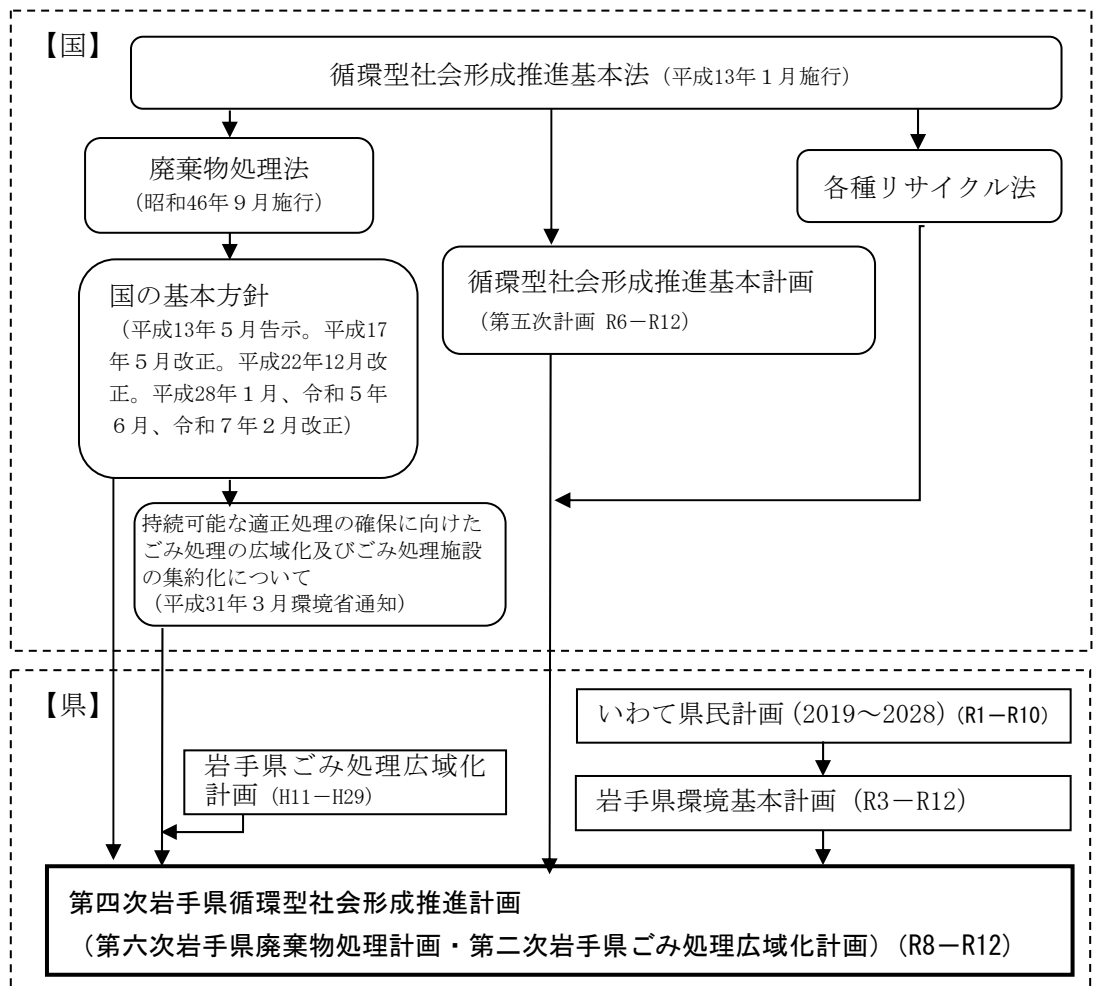 【国】
循環型社会形成推進基本法（平成13年１月施行）
廃棄物処理法
（昭和46年９月施行）
各種リサイクル法
国の基本方針
（平成13年５月告示。平成17
年５月改正。平成22年12月改
正。平成28年１月、令和５年
６月、令和７年２月改正）
循環型社会形成推進基本計画
（第五次計画 R6－R12）
持続可能な適正処理の確保に向けた
ごみ処理の広域化及びごみ処理施設
の集約化について
（平成31年３月環境省通知）
【県】
いわて県民計画（2019～2028）（R1－R10）
岩手県ごみ処理広域化
計画（H11－H29）
岩手県環境基本計画（R3－R12）
第四次岩手県循環型社会形成推進計画
（第六次岩手県廃棄物処理計画・第二次岩手県ごみ処理広域化計画）（R8－R12）